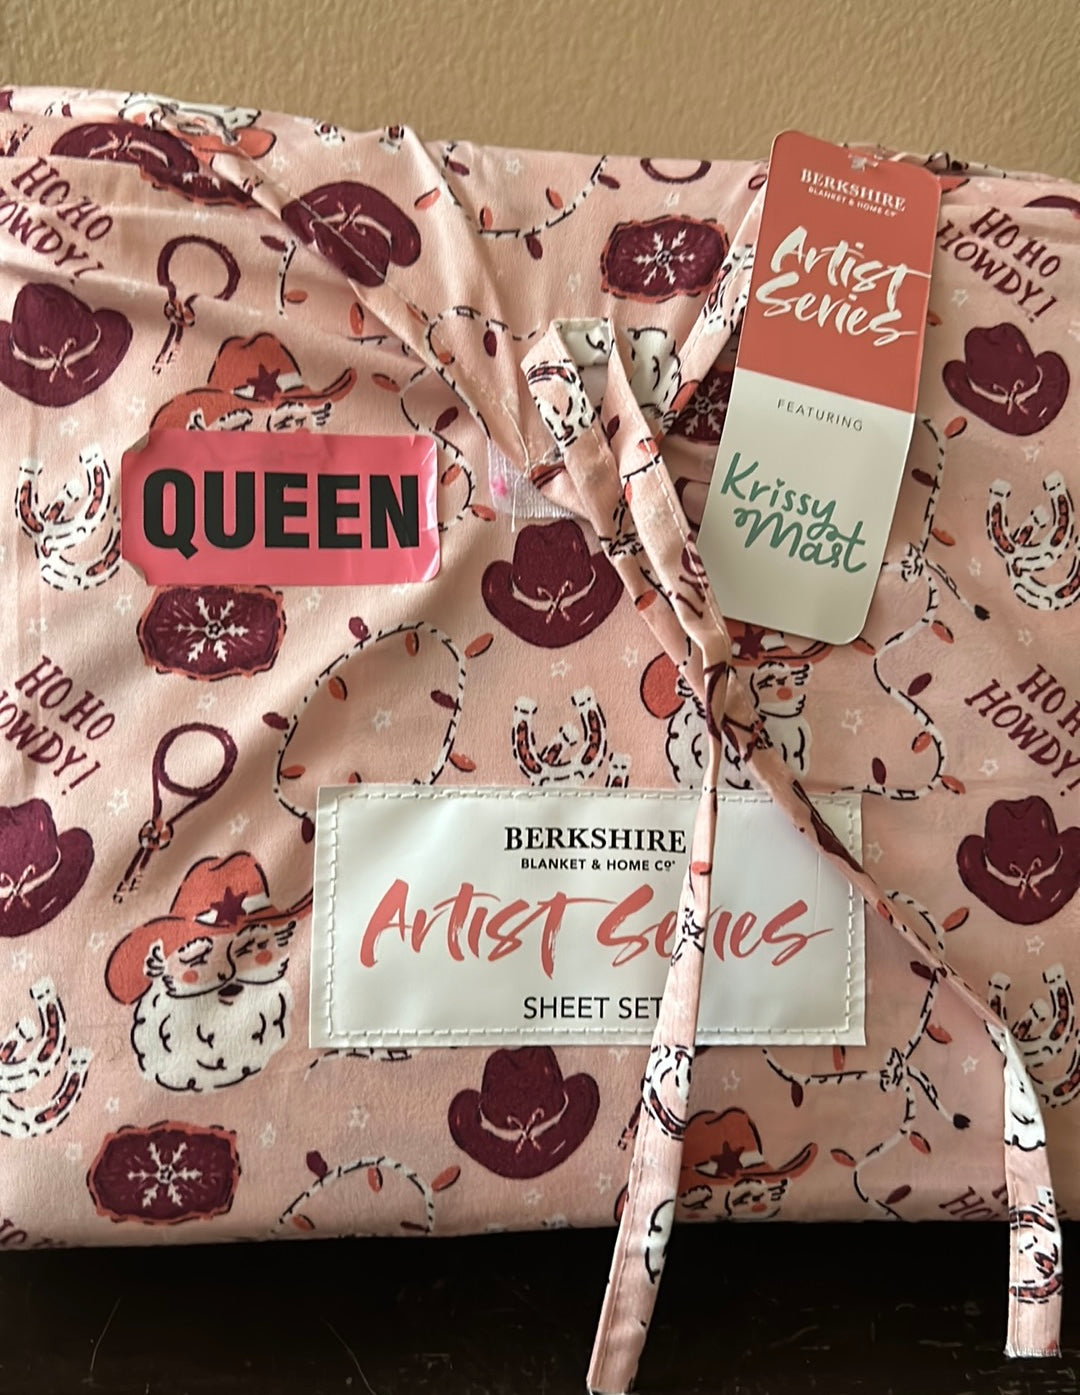 HO HO
HOWDY!
BERKSHIRE
BLANKET & HOME Co
Artist
Series
FEATURING
Krissy
Mast
HO HO
HOWDY!
QUEEN
HO HO
HOWDY!
HO H
HOWDY!
BERKSHIRE
BLANKET & HOME Co
Artist Series
SHEET SET